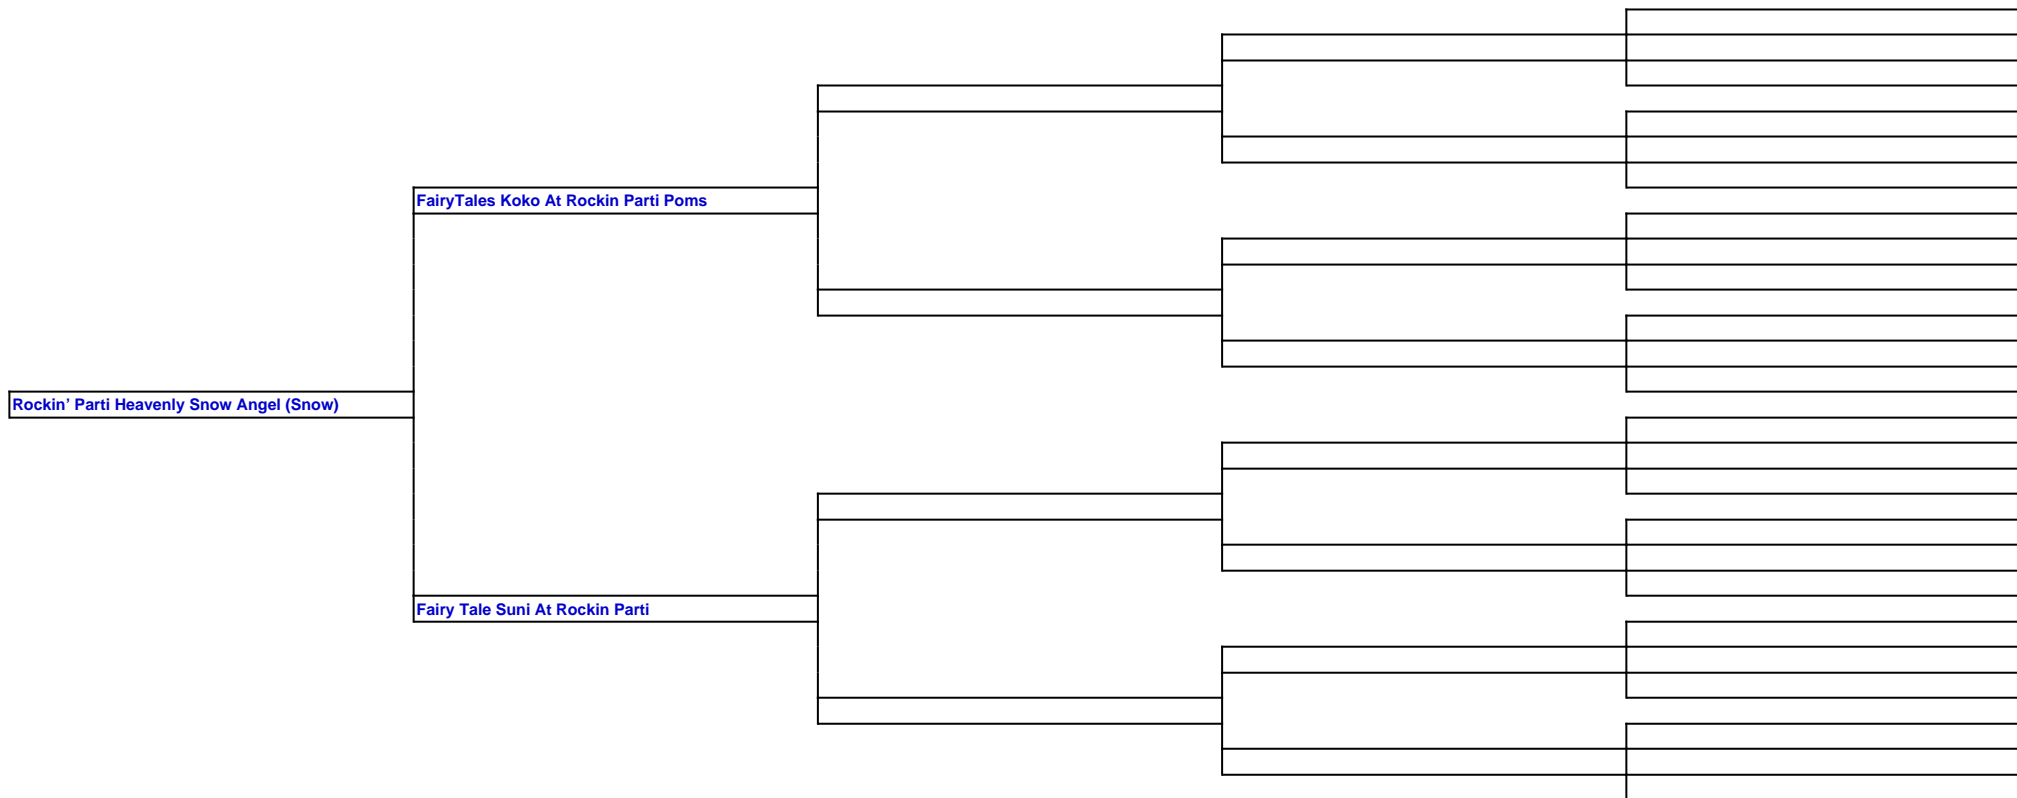 FairyTales Koko At Rockin Parti Poms
Rockin’ Parti Heavenly Snow Angel (Snow)
Fairy Tale Suni At Rockin Parti